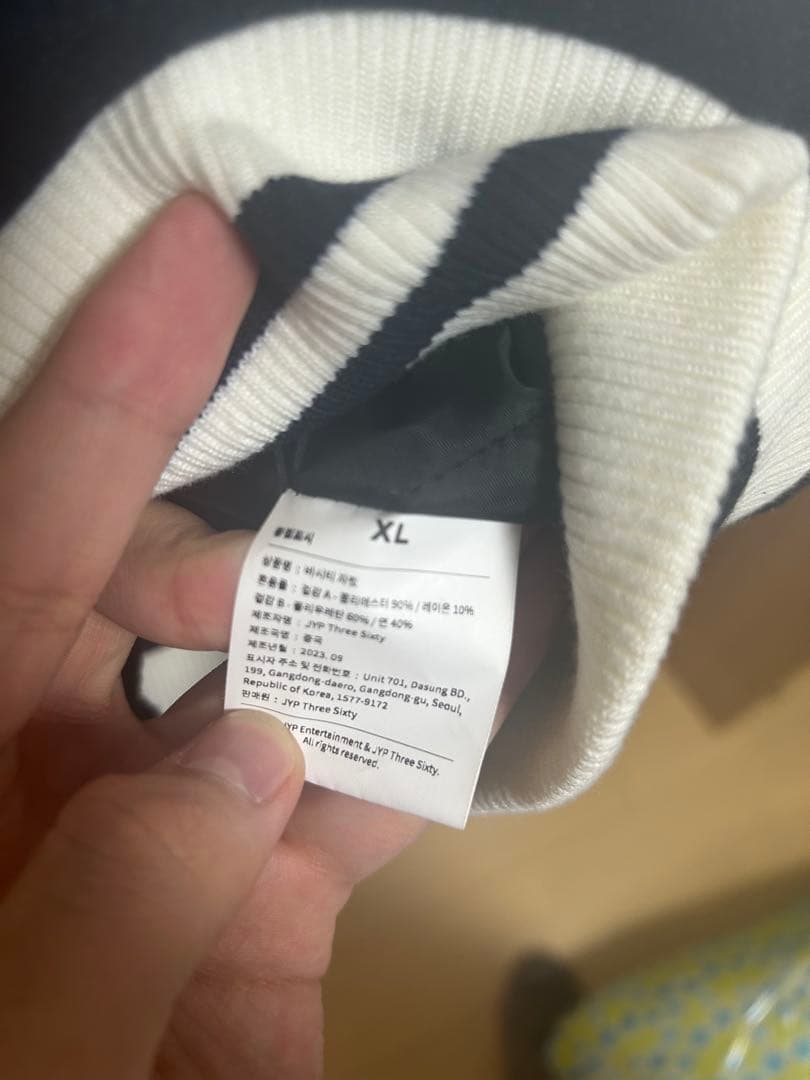 XL
품질표시
상품명 : 바시티 자켓
혼용률 : 겉감 A - 폴리에스터 90% / 레이온 10%
겉감 B - 폴리우레탄 60% / 면 40%
제조자명 : JYP Three Sixty
제조국명 : 중국
제조년월 : 2023. 09
표시자 주소 및 전화번호 : Unit 701, Dasung BD.,
199, Gangdong-daero, Gangdong-gu, Seoul,
Republic of Korea, 1577-9172
판매원 : JYP Three Sixty
JYP Entertainment & JYP Three Sixty.
All rights reserved.